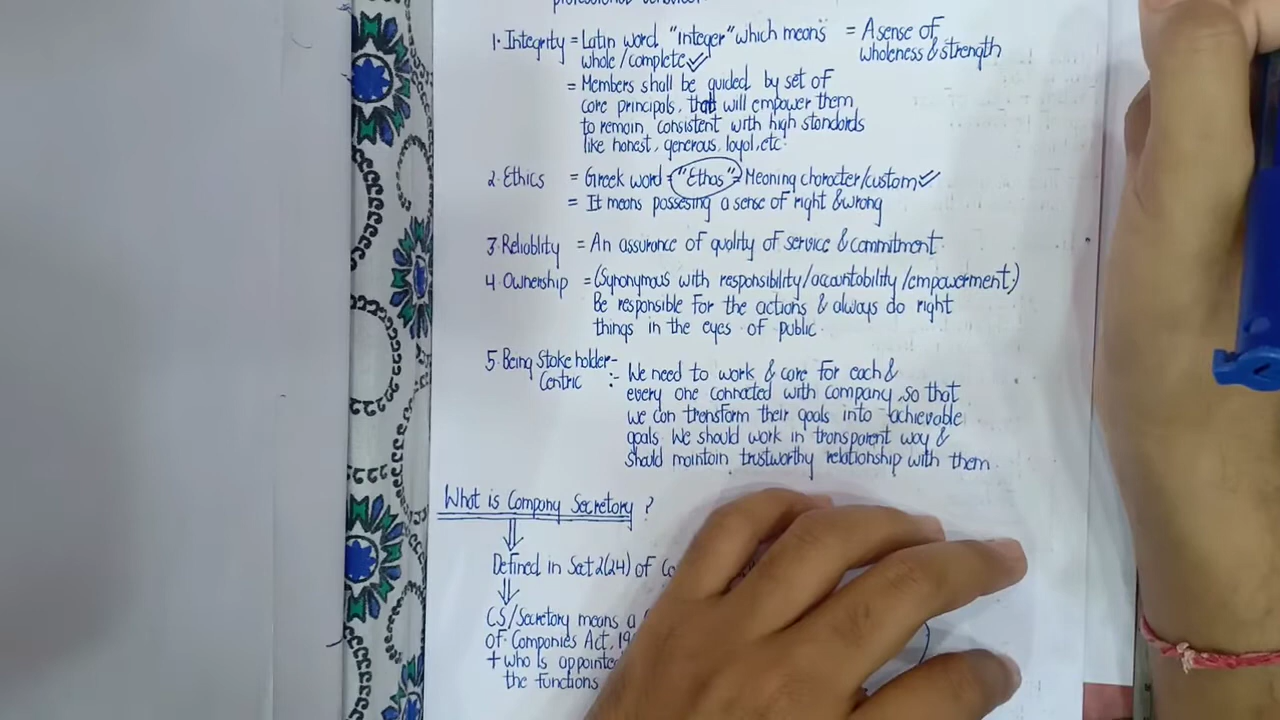 professional
1. Integrity = Latin word "integer" which means = A sense of
whole/complete ✓ wholeness & strength
= Members shall be guided by set of
core principals, that will empower them
to remain consistent with high standards
like honest, generous, loyal, etc.
2. Ethics = Greek word = "Ethos" = Meaning character/custom ✓
= It means possesing a sense of right & wrong
3. Reliablity = An assurance of quality of service & commitment.
4. Ownership = (Synonymous with responsibility/accountability/empowerment)
Be responsible for the actions & always do right
things in the eyes of public.
5. Being Stake holder-
Centric :- We need to work & care for each &
every one connacted with company, so that
we can transform their goals into achievable
goals. We should work in transparent way &
should maintain trustworthy relationship with them.
What is Company Secretary ?
Defined in Sect 2(24) of
CS/Secretary means a
of Companies Act,
+ who is
the functions